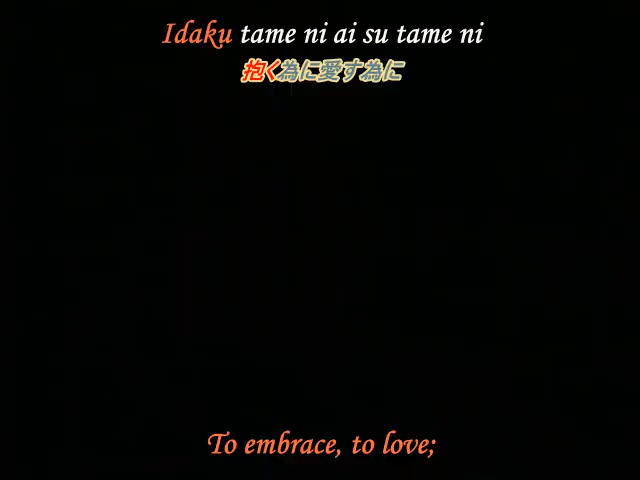 Idaku tame ni ai su tame ni
抱く為に愛す為に
To embrace, to love;